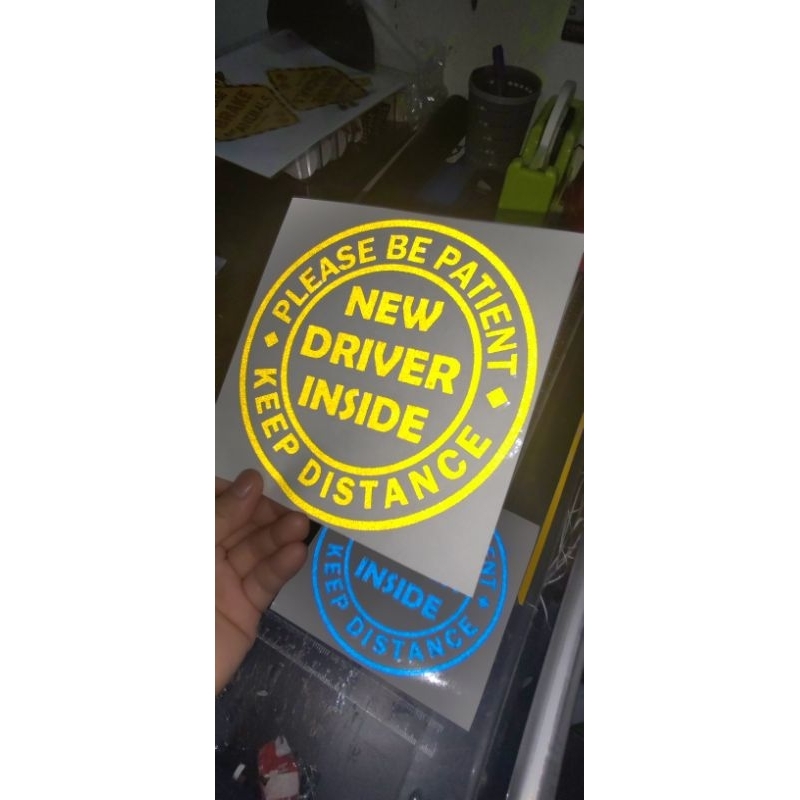 PLEASE BE PATIENT
NEW
DRIVER
INSIDE
KEEP DISTANCE
INSIDE
KEEP DISTANCE